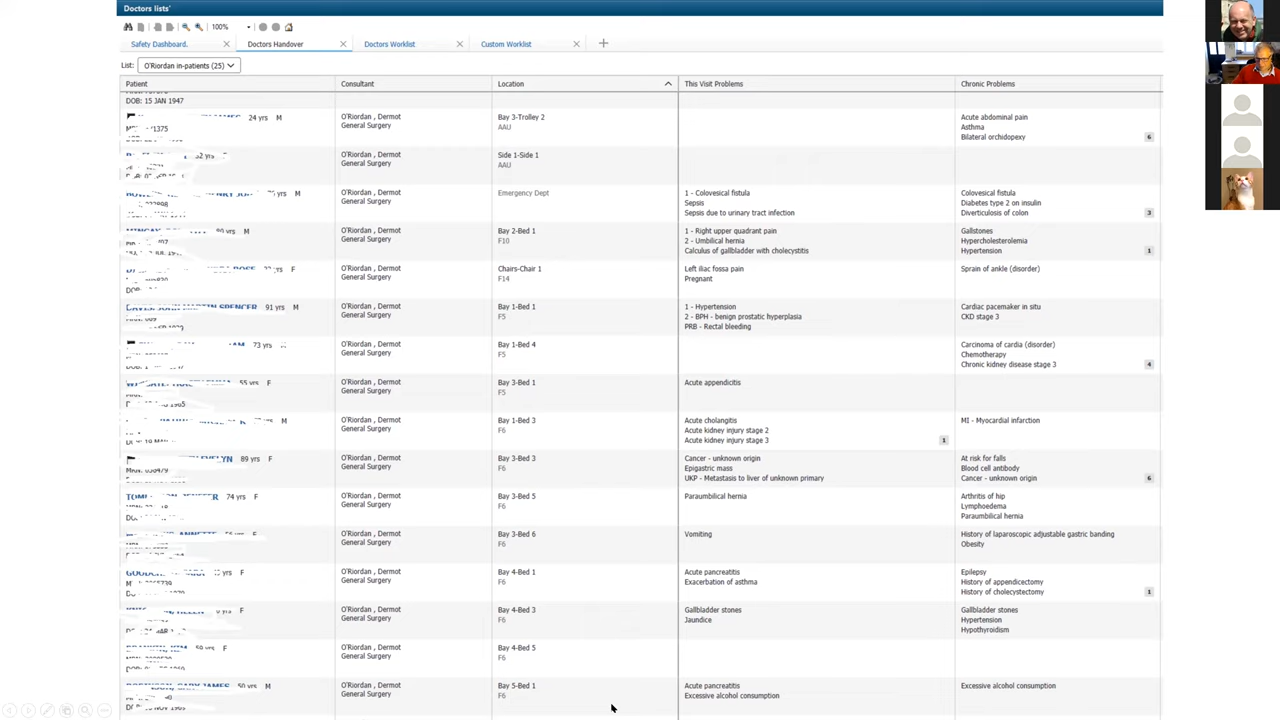 Doctors lists'
100%
Safety Dashboard.
Doctors Handover
Doctors Worklist
Custom Worklist
List: O'Riordan in-patients (25)
Patient Consultant Location This Visit Problems Chronic Problems
DOB: 15 JAN 1947
24 yrs M O'Riordan , Dermot Bay 3-Trolley 2 Acute abdominal pain
General Surgery AAU Asthma
Bilateral orchidopexy 6
O'Riordan , Dermot Side 1-Side 1
General Surgery AAU
M O'Riordan , Dermot Emergency Dept 1 - Colovesical fistula Colovesical fistula
General Surgery Sepsis Diabetes type 2 on insulin
Sepsis due to urinary tract infection Diverticulosis of colon 3
M O'Riordan , Dermot Bay 2-Bed 1 1 - Right upper quadrant pain Gallstones
General Surgery F10 2 - Umbilical hernia Hypercholesterolemia
Calculus of gallbladder with cholecystitis Hypertension 1
F O'Riordan , Dermot Chairs-Chair 1 Left iliac fossa pain Sprain of ankle (disorder)
General Surgery F14 Pregnant
91 yrs M O'Riordan , Dermot Bay 1-Bed 1 1 - Hypertension Cardiac pacemaker in situ
General Surgery F5 2 - BPH - benign prostatic hyperplasia CKD stage 3
PRB - Rectal bleeding
73 yrs O'Riordan , Dermot Bay 1-Bed 4 Carcinoma of cardia (disorder)
General Surgery F5 Chemotherapy
Chronic kidney disease stage 3 4
55 yrs F O'Riordan , Dermot Bay 3-Bed 1 Acute appendicitis
General Surgery F5
M O'Riordan , Dermot Bay 1-Bed 3 Acute cholangitis MI - Myocardial infarction
General Surgery F6 Acute kidney injury stage 2
Acute kidney injury stage 3 1
89 yrs F O'Riordan , Dermot Bay 3-Bed 3 Cancer - unknown origin At risk for falls
General Surgery F6 Epigastric mass Blood cell antibody
UKP - Metastasis to liver of unknown primary Cancer - unknown origin 6
74 yrs F O'Riordan , Dermot Bay 3-Bed 5 Paraumbilical hernia Arthritis of hip
General Surgery F6 Lymphoedema
Paraumbilical hernia
F O'Riordan , Dermot Bay 3-Bed 6 Vomiting History of laparoscopic adjustable gastric banding
General Surgery F6 Obesity
yrs F O'Riordan , Dermot Bay 4-Bed 1 Acute pancreatitis Epilepsy
General Surgery F6 Exacerbation of asthma History of appendicectomy
History of cholecystectomy 1
yrs F O'Riordan , Dermot Bay 4-Bed 3 Gallbladder stones Gallbladder stones
General Surgery F6 Jaundice Hypertension
Hypothyroidism
59 yrs F O'Riordan , Dermot Bay 4-Bed 5
General Surgery F6
50 yrs M O'Riordan , Dermot Bay 5-Bed 1 Acute pancreatitis Excessive alcohol consumption
General Surgery F6 Excessive alcohol consumption